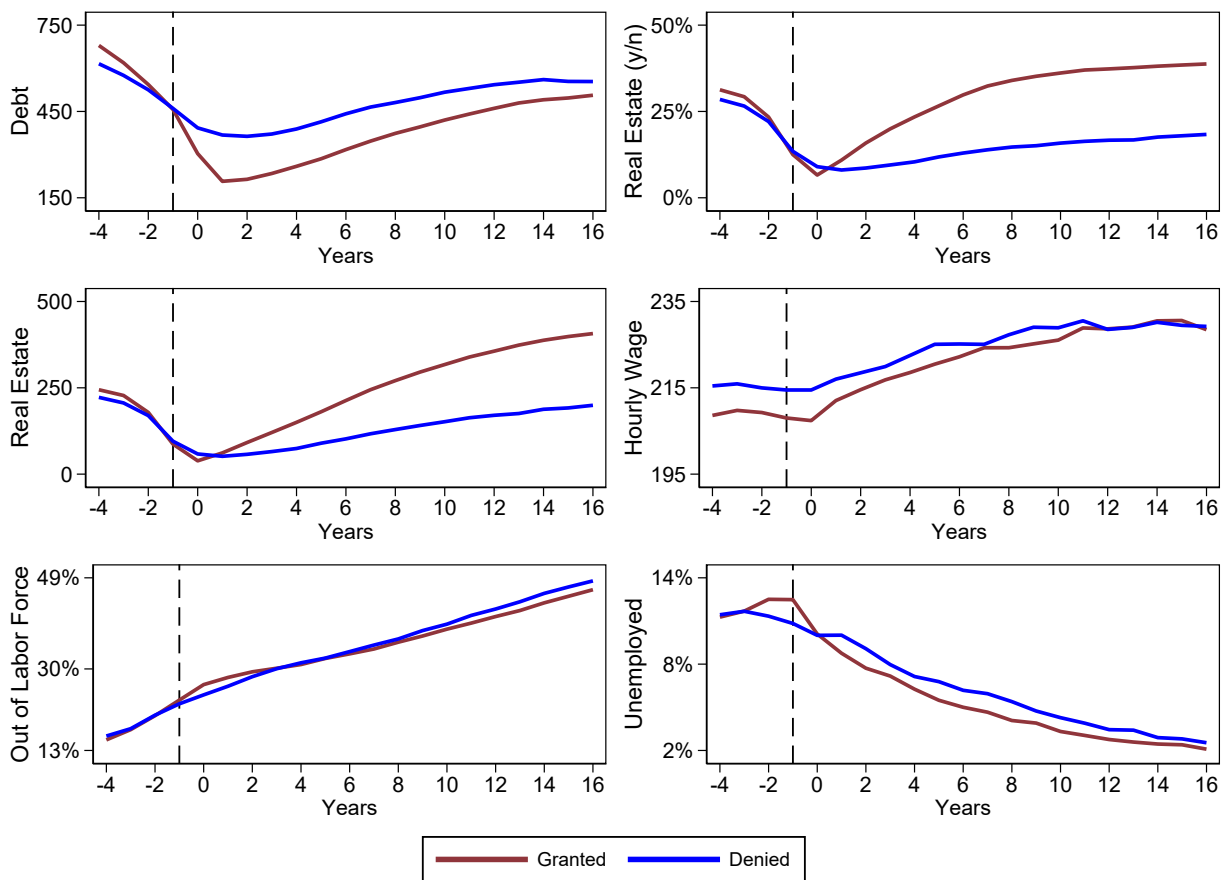 Debt
750
450
150
-4 -2 0 2 4 6 8 10 12 14 16
Years
Real Estate (y/n)
50%
25%
0%
-4 -2 0 2 4 6 8 10 12 14 16
Years
Real Estate
500
250
0
-4 -2 0 2 4 6 8 10 12 14 16
Years
Hourly Wage
235
215
195
-4 -2 0 2 4 6 8 10 12 14 16
Years
Out of Labor Force
49%
30%
13%
-4 -2 0 2 4 6 8 10 12 14 16
Years
Unemployed
14%
8%
2%
-4 -2 0 2 4 6 8 10 12 14 16
Years
Granted Denied